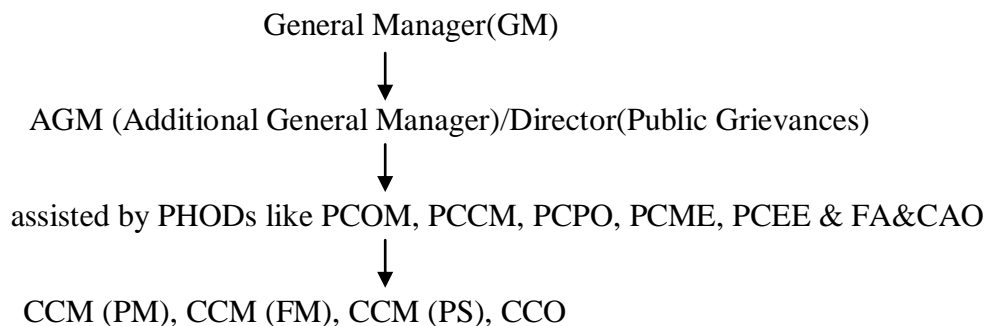 General Manager(GM)
AGM (Additional General Manager)/Director(Public Grievances)
assisted by PHODs like PCOM, PCCM, PCPO, PCME, PCEE & FA&CAO
CCM (PM), CCM (FM), CCM (PS), CCO